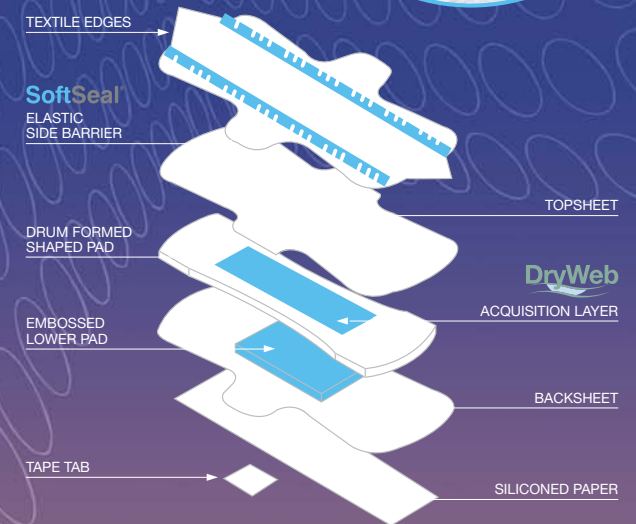 TEXTILE EDGES
SoftSeal
ELASTIC
SIDE BARRIER
TOPSHEET
DRUM FORMED
SHAPED PAD
DryWeb
ACQUISITION LAYER
EMBOSSED
LOWER PAD
BACKSHEET
TAPE TAB
SILICONED PAPER